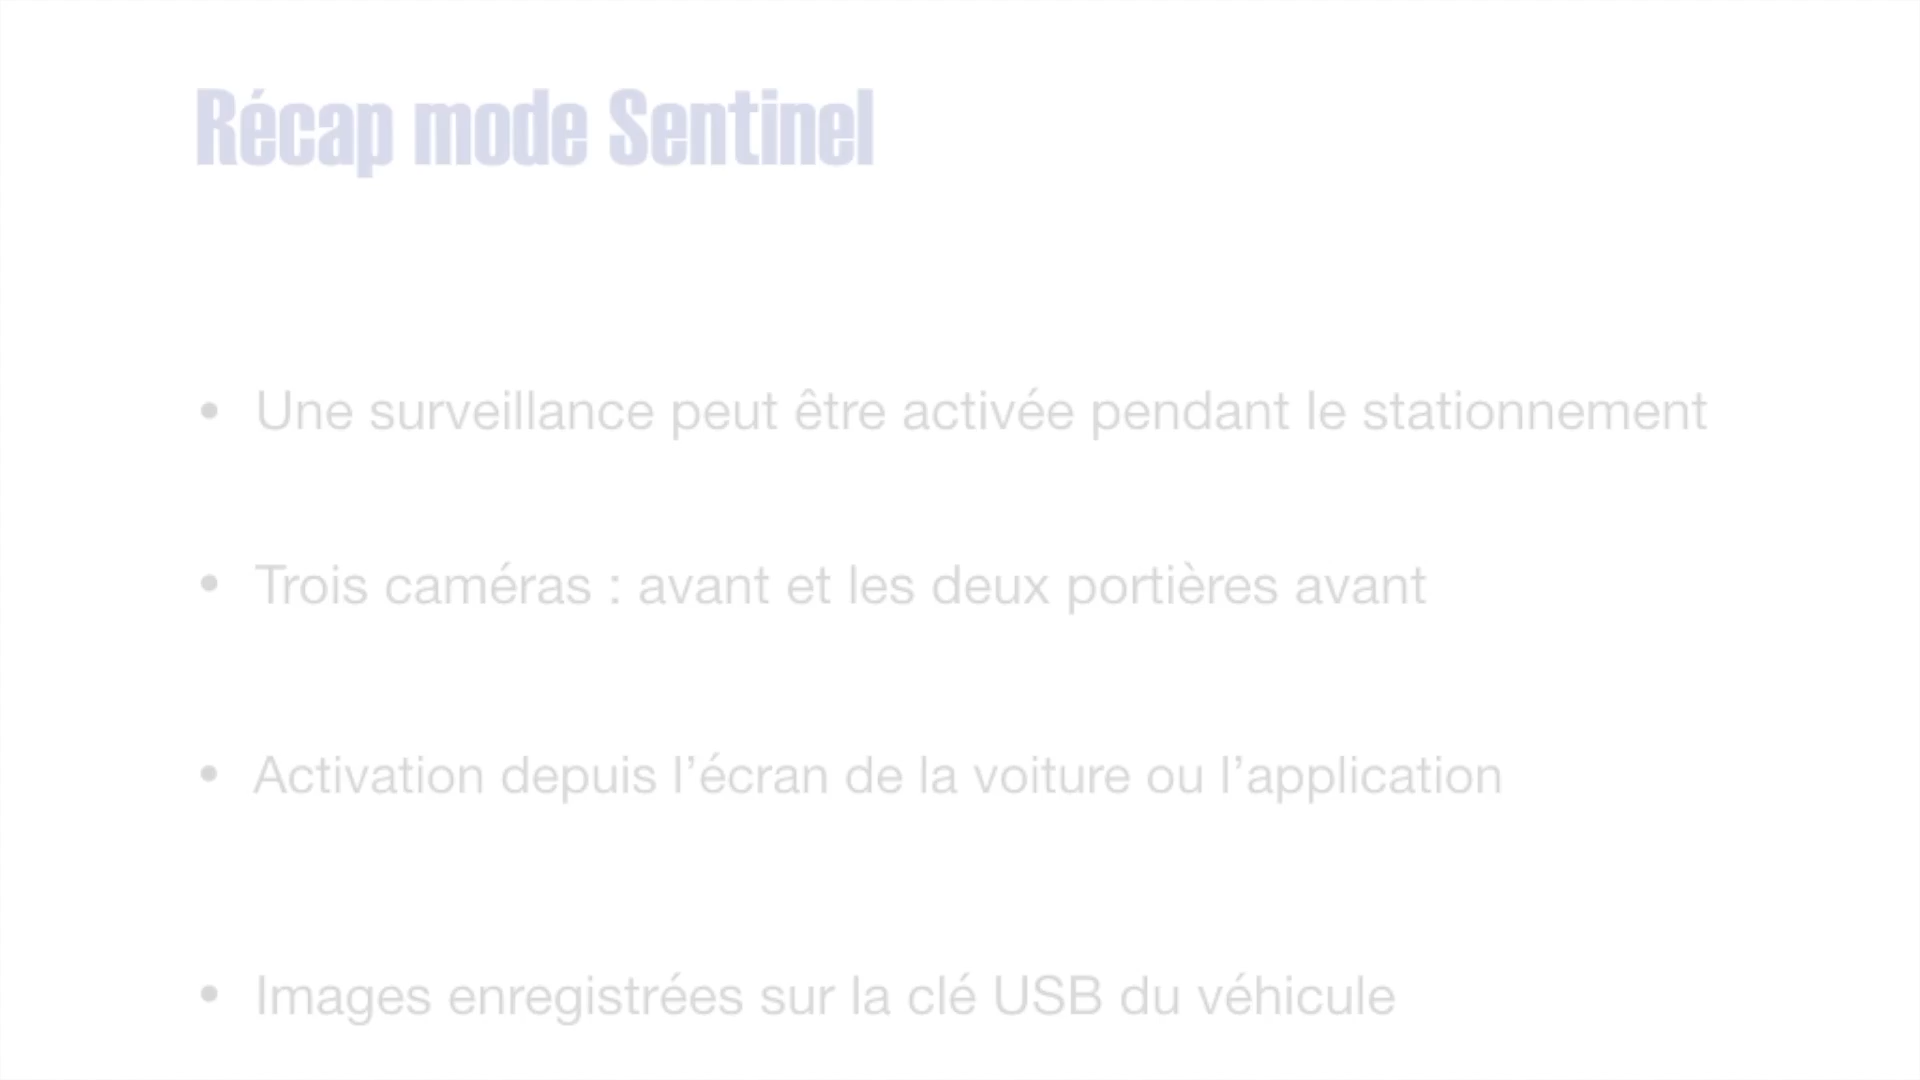 Récap mode Sentinel
• Une surveillance peut être activée pendant le stationnement
• Trois caméras : avant et les deux portières avant
• Activation depuis l’écran de la voiture ou l’application
• Images enregistrées sur la clé USB du véhicule